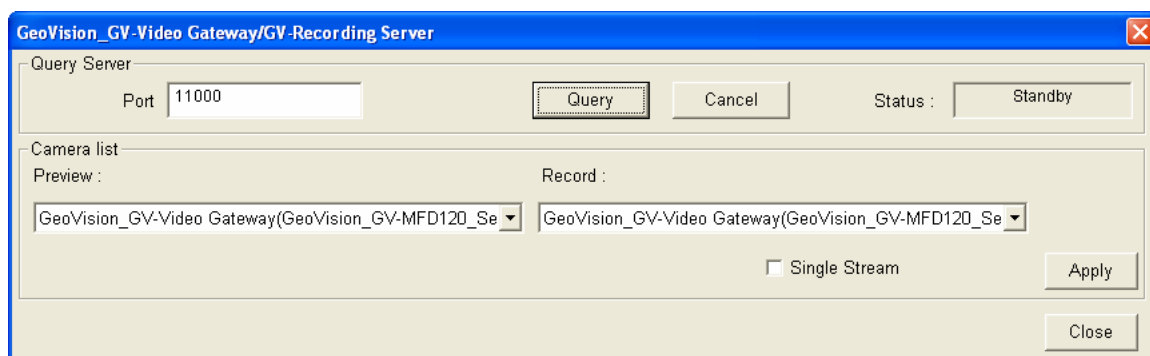 GeoVision_GV-Video Gateway/GV-Recording Server
Query Server
Port 11000 Query Cancel Status : Standby
Camera list
Preview : Record :
GeoVision_GV-Video Gateway(GeoVision_GV-MFD120_Se GeoVision_GV-Video Gateway(GeoVision_GV-MFD120_Se
Single Stream Apply
Close